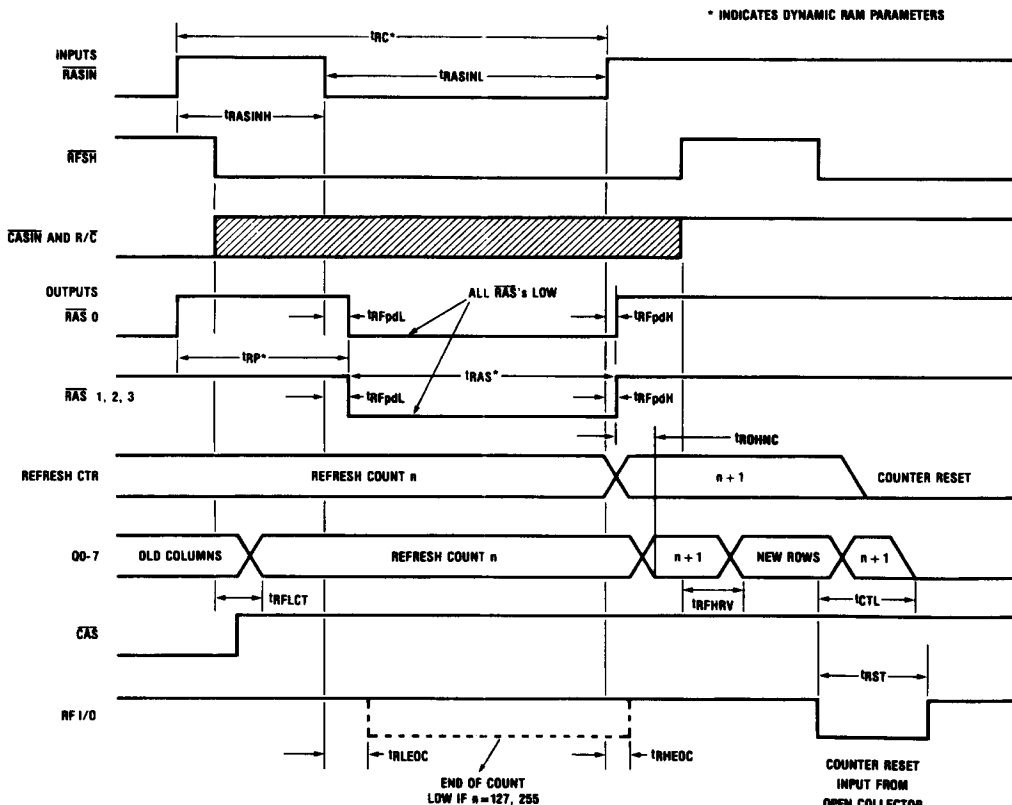 * INDICATES DYNAMIC RAM PARAMETERS
tRC*
INPUTS
RASIN
tRASINL
tRASINH
RFSH
CASIN AND R/C
OUTPUTS
ALL RAS's LOW
RAS 0
tRFpdL
tRFpdH
tRP*
tRAS*
RAS 1, 2, 3
tRFpdL
tRFpdH
tROHNC
REFRESH CTR
REFRESH COUNT n
n + 1
COUNTER RESET
Q0-7
OLD COLUMNS
REFRESH COUNT n
n + 1
NEW ROWS
n + 1
tRFLCT
tRFHRV
tCTL
CAS
tRST
RF I/O
tRLEOC
tRHEOC
END OF COUNT
LOW IF n = 127, 255
COUNTER RESET
INPUT FROM
OPEN COLLECTOR